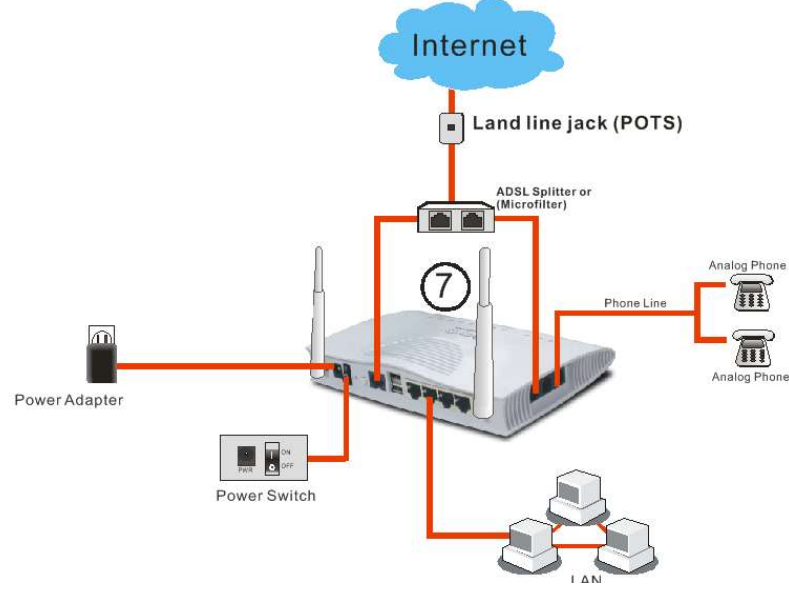 Internet
Land line jack (POTS)
ADSL Splitter or
(Microfilter)
7
Analog Phone
Phone Line
Analog Phone
Power Adapter
ON
OFF
PWR
Power Switch
LAN